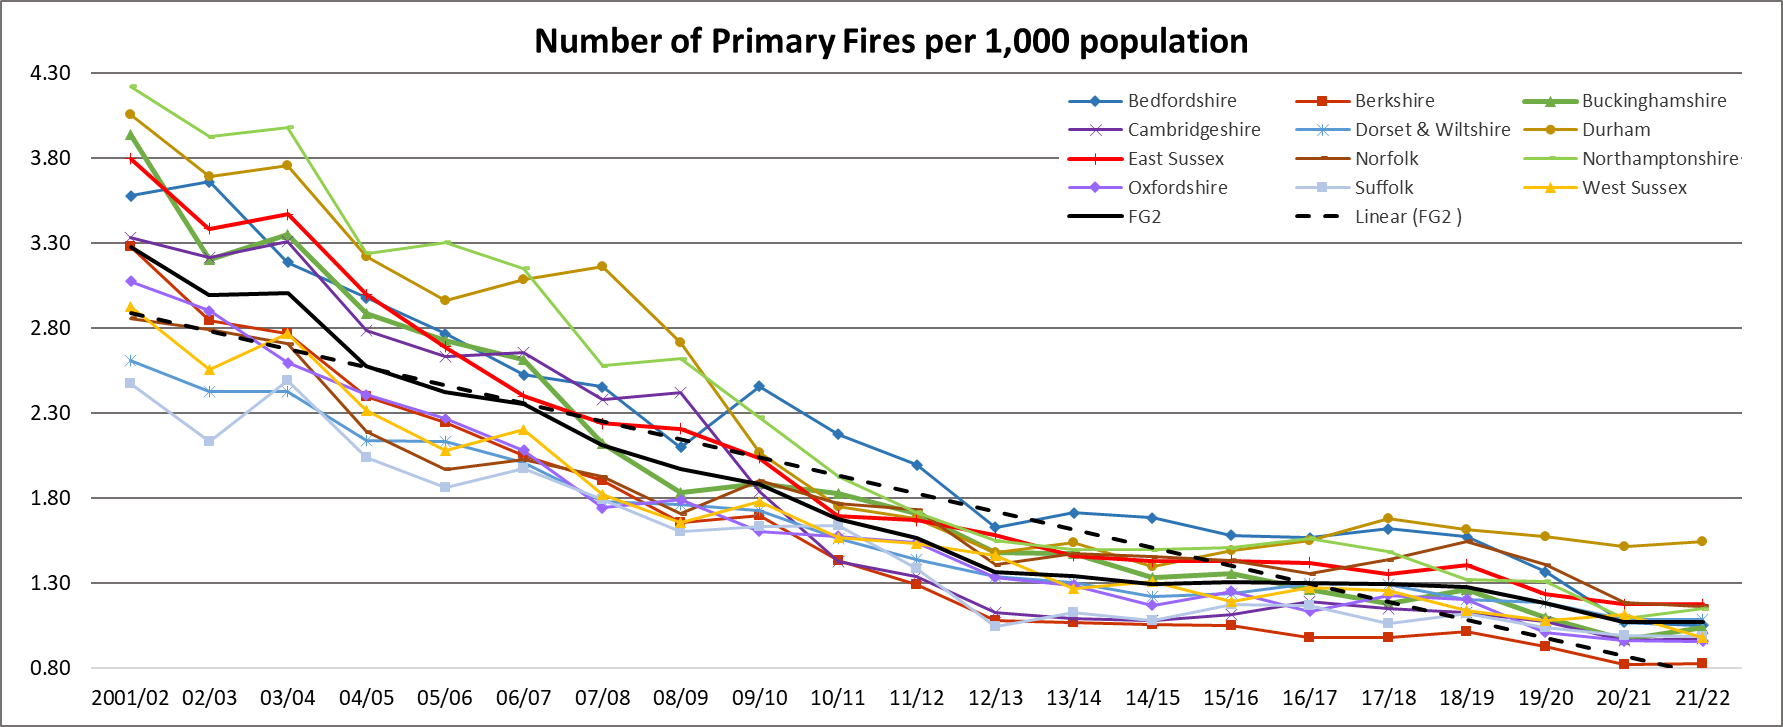 Number of Primary Fires per 1,000 population
4.30
3.80
3.30
2.80
2.30
1.80
1.30
0.80
Bedfordshire Berkshire Buckinghamshire
Cambridgeshire Dorset & Wiltshire Durham
East Sussex Norfolk Northamptonshire
Oxfordshire Suffolk West Sussex
FG2 Linear (FG2 )
2001/02 02/03 03/04 04/05 05/06 06/07 07/08 08/09 09/10 10/11 11/12 12/13 13/14 14/15 15/16 16/17 17/18 18/19 19/20 20/21 21/22